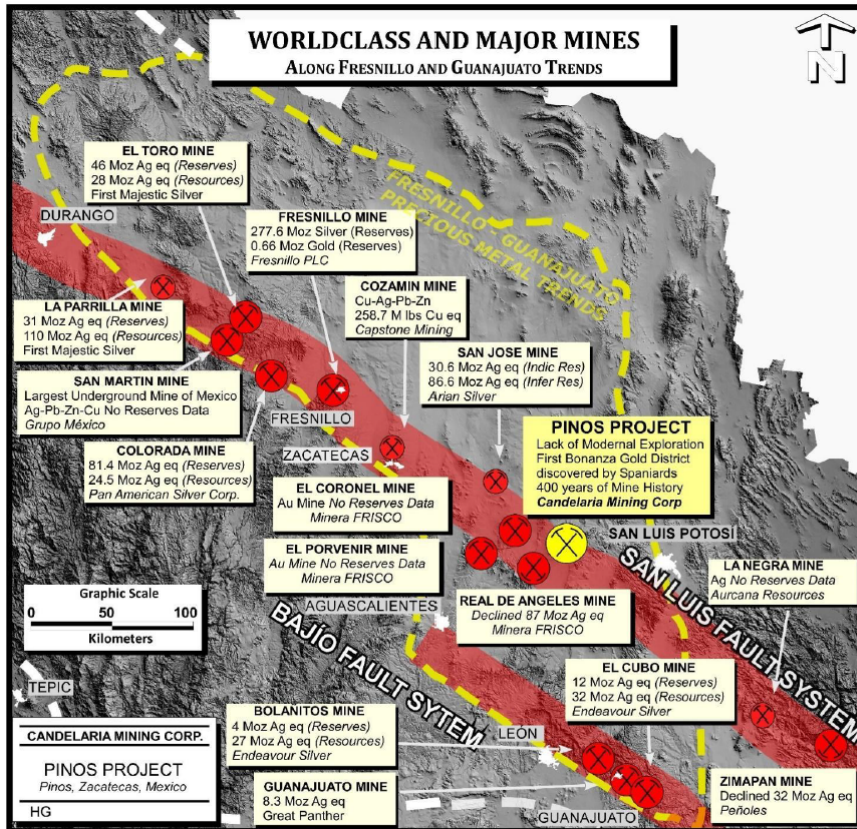 WORLDCLASS AND MAJOR MINES
ALONG FRESNILLO AND GUANAJUATO TRENDS
N
EL TORO MINE
46 Moz Ag eq (Reserves)
28 Moz Ag eq (Resources)
First Majestic Silver
FRESNILLO - GUANAJUATO
PRECIOUS METAL TRENDS
DURANGO
FRESNILLO MINE
277.6 Moz Silver (Reserves)
0.66 Moz Gold (Reserves)
Fresnillo PLC
COZAMIN MINE
Cu-Ag-Pb-Zn
258.7 M lbs Cu eq
Capstone Mining
LA PARRILLA MINE
31 Moz Ag eq (Reserves)
110 Moz Ag eq (Resources)
First Majestic Silver
SAN JOSE MINE
30.6 Moz Ag eq (Indic Res)
86.6 Moz Ag eq (Infer Res)
Arian Silver
SAN MARTIN MINE
Largest Underground Mine of Mexico
Ag-Pb-Zn-Cu No Reserves Data
Grupo México
FRESNILLO
PINOS PROJECT
Lack of Modernal Exploration
First Bonanza Gold District
discovered by Spaniards
400 years of Mine History
Candelaria Mining Corp
COLORADA MINE
81.4 Moz Ag eq (Reserves)
24.5 Moz Ag eq (Resources)
Pan American Silver Corp.
ZACATECAS
EL CORONEL MINE
Au Mine No Reserves Data
Minera FRISCO
SAN LUIS POTOSÍ
EL PORVENIR MINE
Au Mine No Reserves Data
Minera FRISCO
LA NEGRA MINE
Ag No Reserves Data
Aurcana Resources
SAN LUIS FAULT SYSTEM
Graphic Scale
0 50 100
Kilometers
AGUASCALIENTES
REAL DE ANGELES MINE
Declined 87 Moz Ag eq
Minera FRISCO
BAJÍO FAULT SYTEM
EL CUBO MINE
12 Moz Ag eq (Reserves)
32 Moz Ag eq (Resources)
Endeavour Silver
TEPIC
BOLAÑITOS MINE
4 Moz Ag eq (Reserves)
27 Moz Ag eq (Resources)
Endeavour Silver
LEÓN
CANDELARIA MINING CORP.
PINOS PROJECT
Pinos, Zacatecas, Mexico
HG
GUANAJUATO MINE
8.3 Moz Ag eq
Great Panther
GUANAJUATO
ZIMAPAN MINE
Declined 32 Moz Ag eq
Peñoles